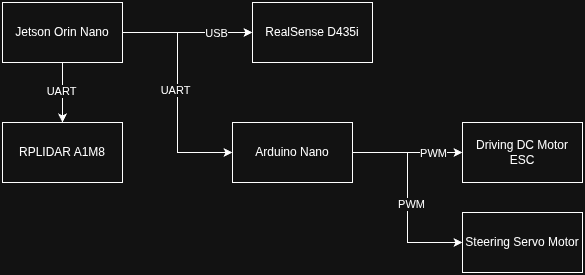 Jetson Orin Nano
USB
RealSense D435i
UART
UART
RPLIDAR A1M8
Arduino Nano
PWM
Driving DC Motor
ESC
PWM
Steering Servo Motor